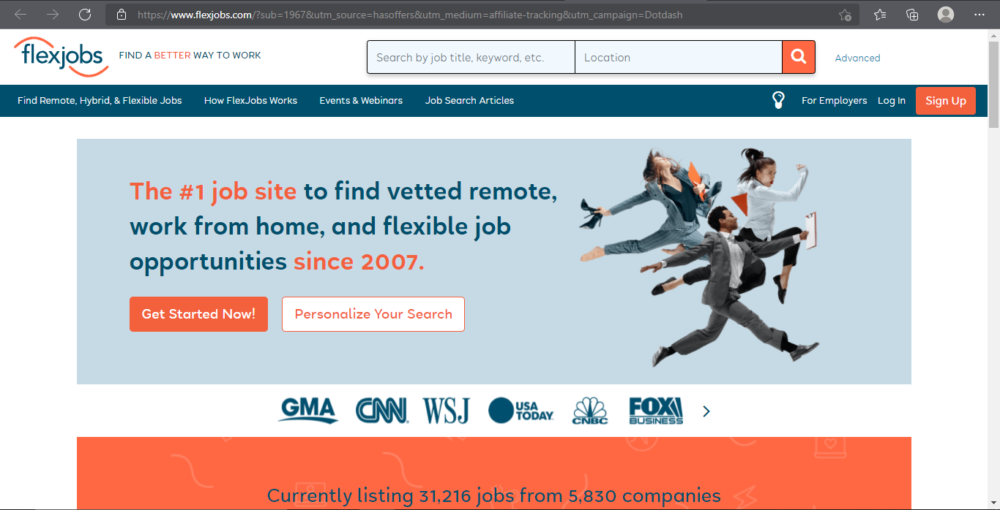 https://www.flexjobs.com/?sub=1967&utm_source=hasoffers&utm_medium=affiliate-tracking&utm_campaign=Dotdash
flexjobs FIND A BETTER WAY TO WORK
Search by job title, keyword, etc. Location Advanced
Find Remote, Hybrid, & Flexible Jobs How FlexJobs Works Events & Webinars Job Search Articles For Employers Log In Sign Up
The #1 job site to find vetted remote,
work from home, and flexible job
opportunities since 2007.
Get Started Now! Personalize Your Search
GMA CNN WSJ USA TODAY CNBC FOX BUSINESS
Currently listing 31,216 jobs from 5,830 companies